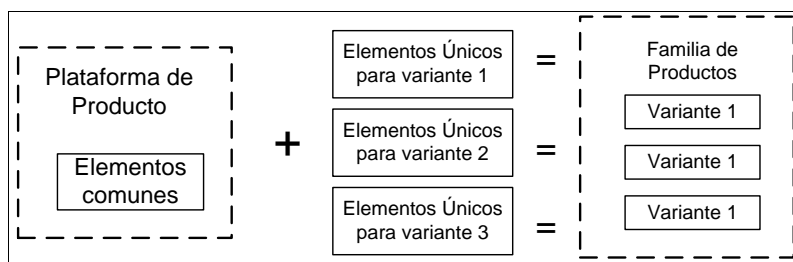 Plataforma de
Producto
Elementos
comunes
+
Elementos Únicos
para variante 1
=
Elementos Únicos
para variante 2
=
Elementos Únicos
para variante 3
=
Familia de
Productos
Variante 1
Variante 1
Variante 1